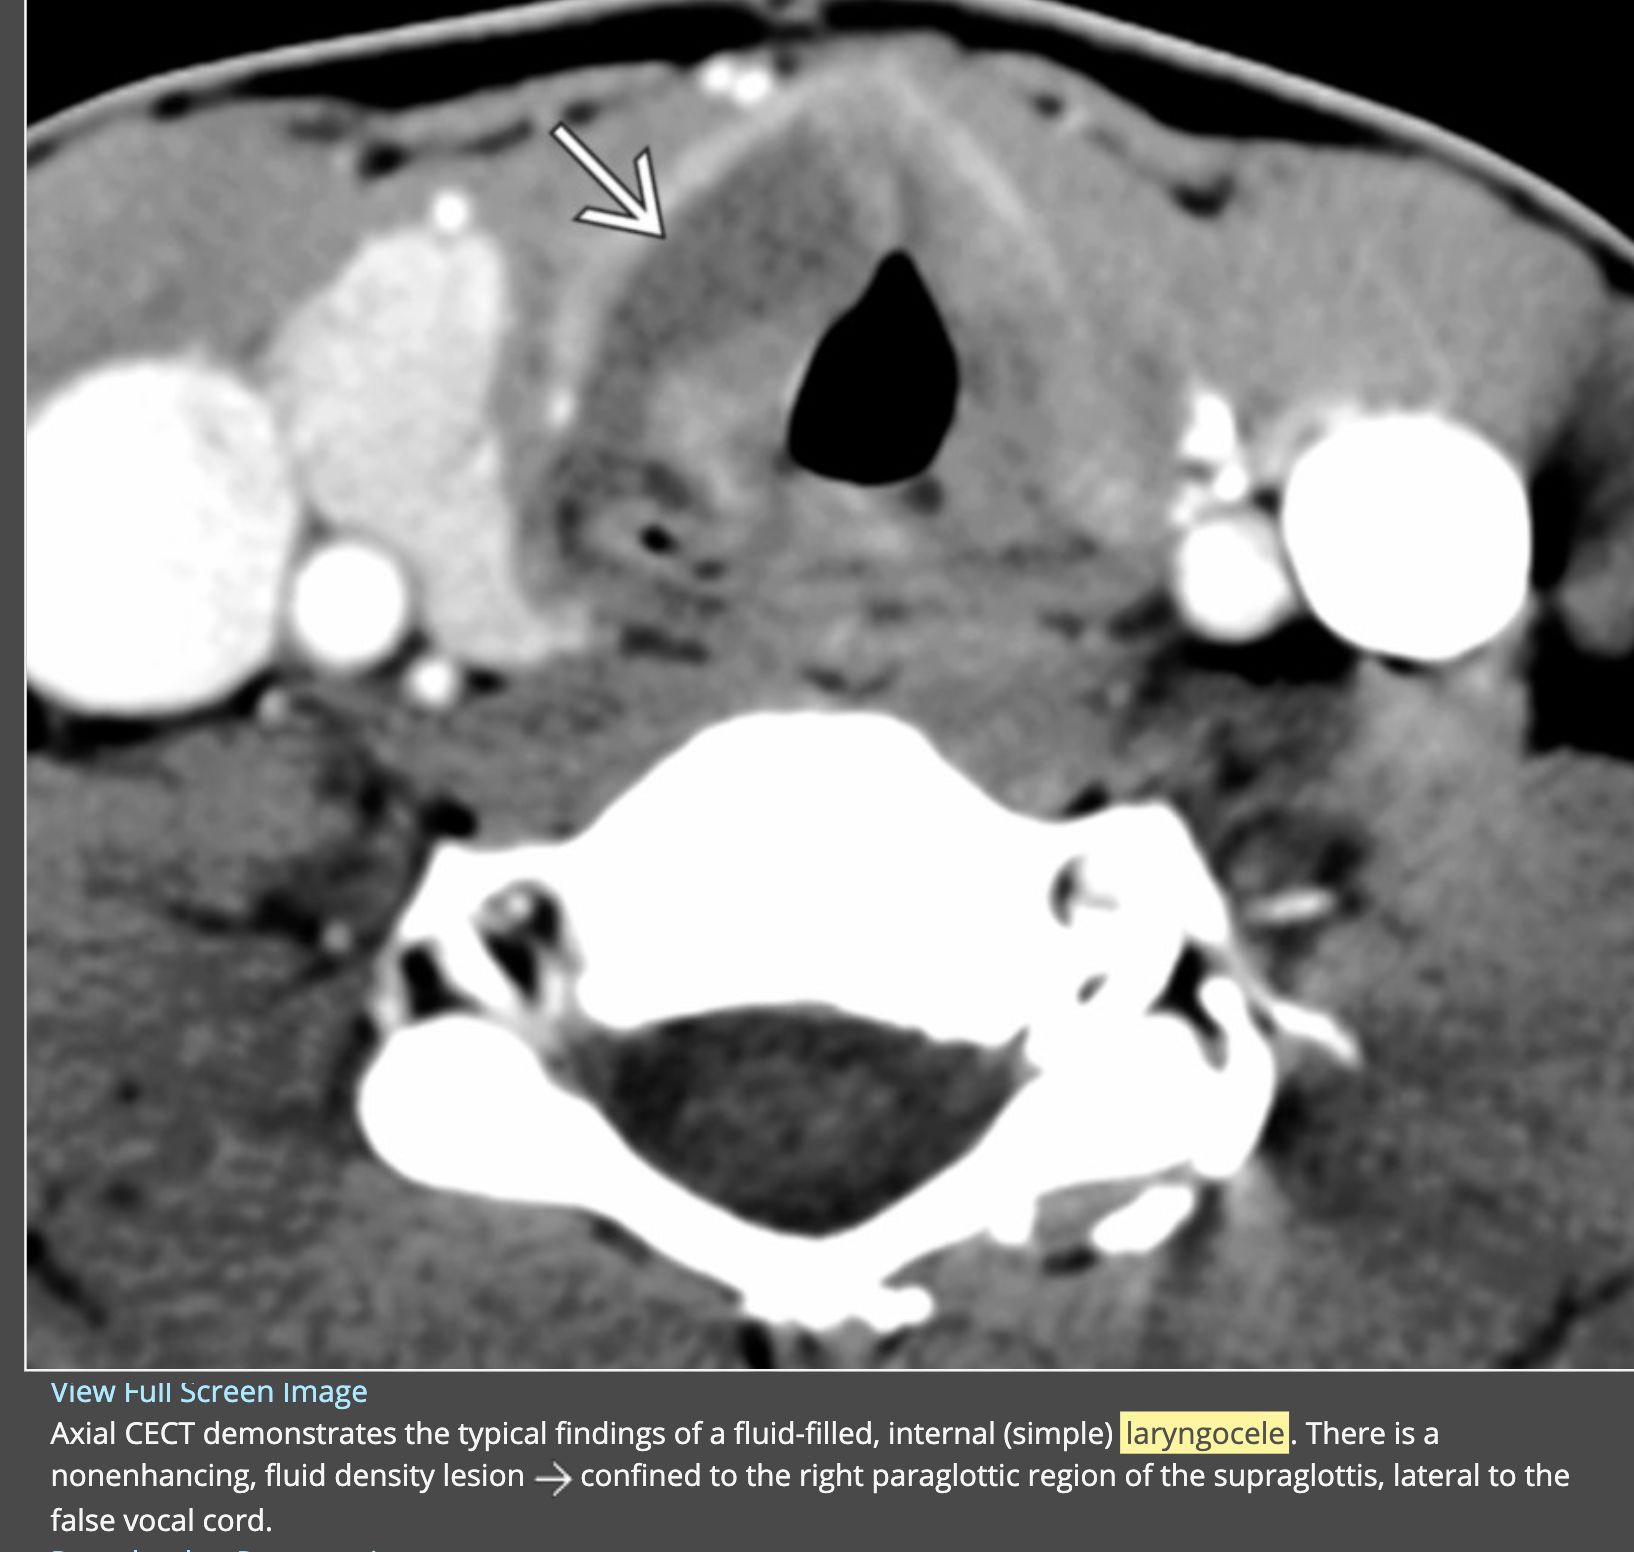 View Full Screen Image
Axial CECT demonstrates the typical findings of a fluid-filled, internal (simple) laryngocele. There is a
nonenhancing, fluid density lesion → confined to the right paraglottic region of the supraglottis, lateral to the
false vocal cord.